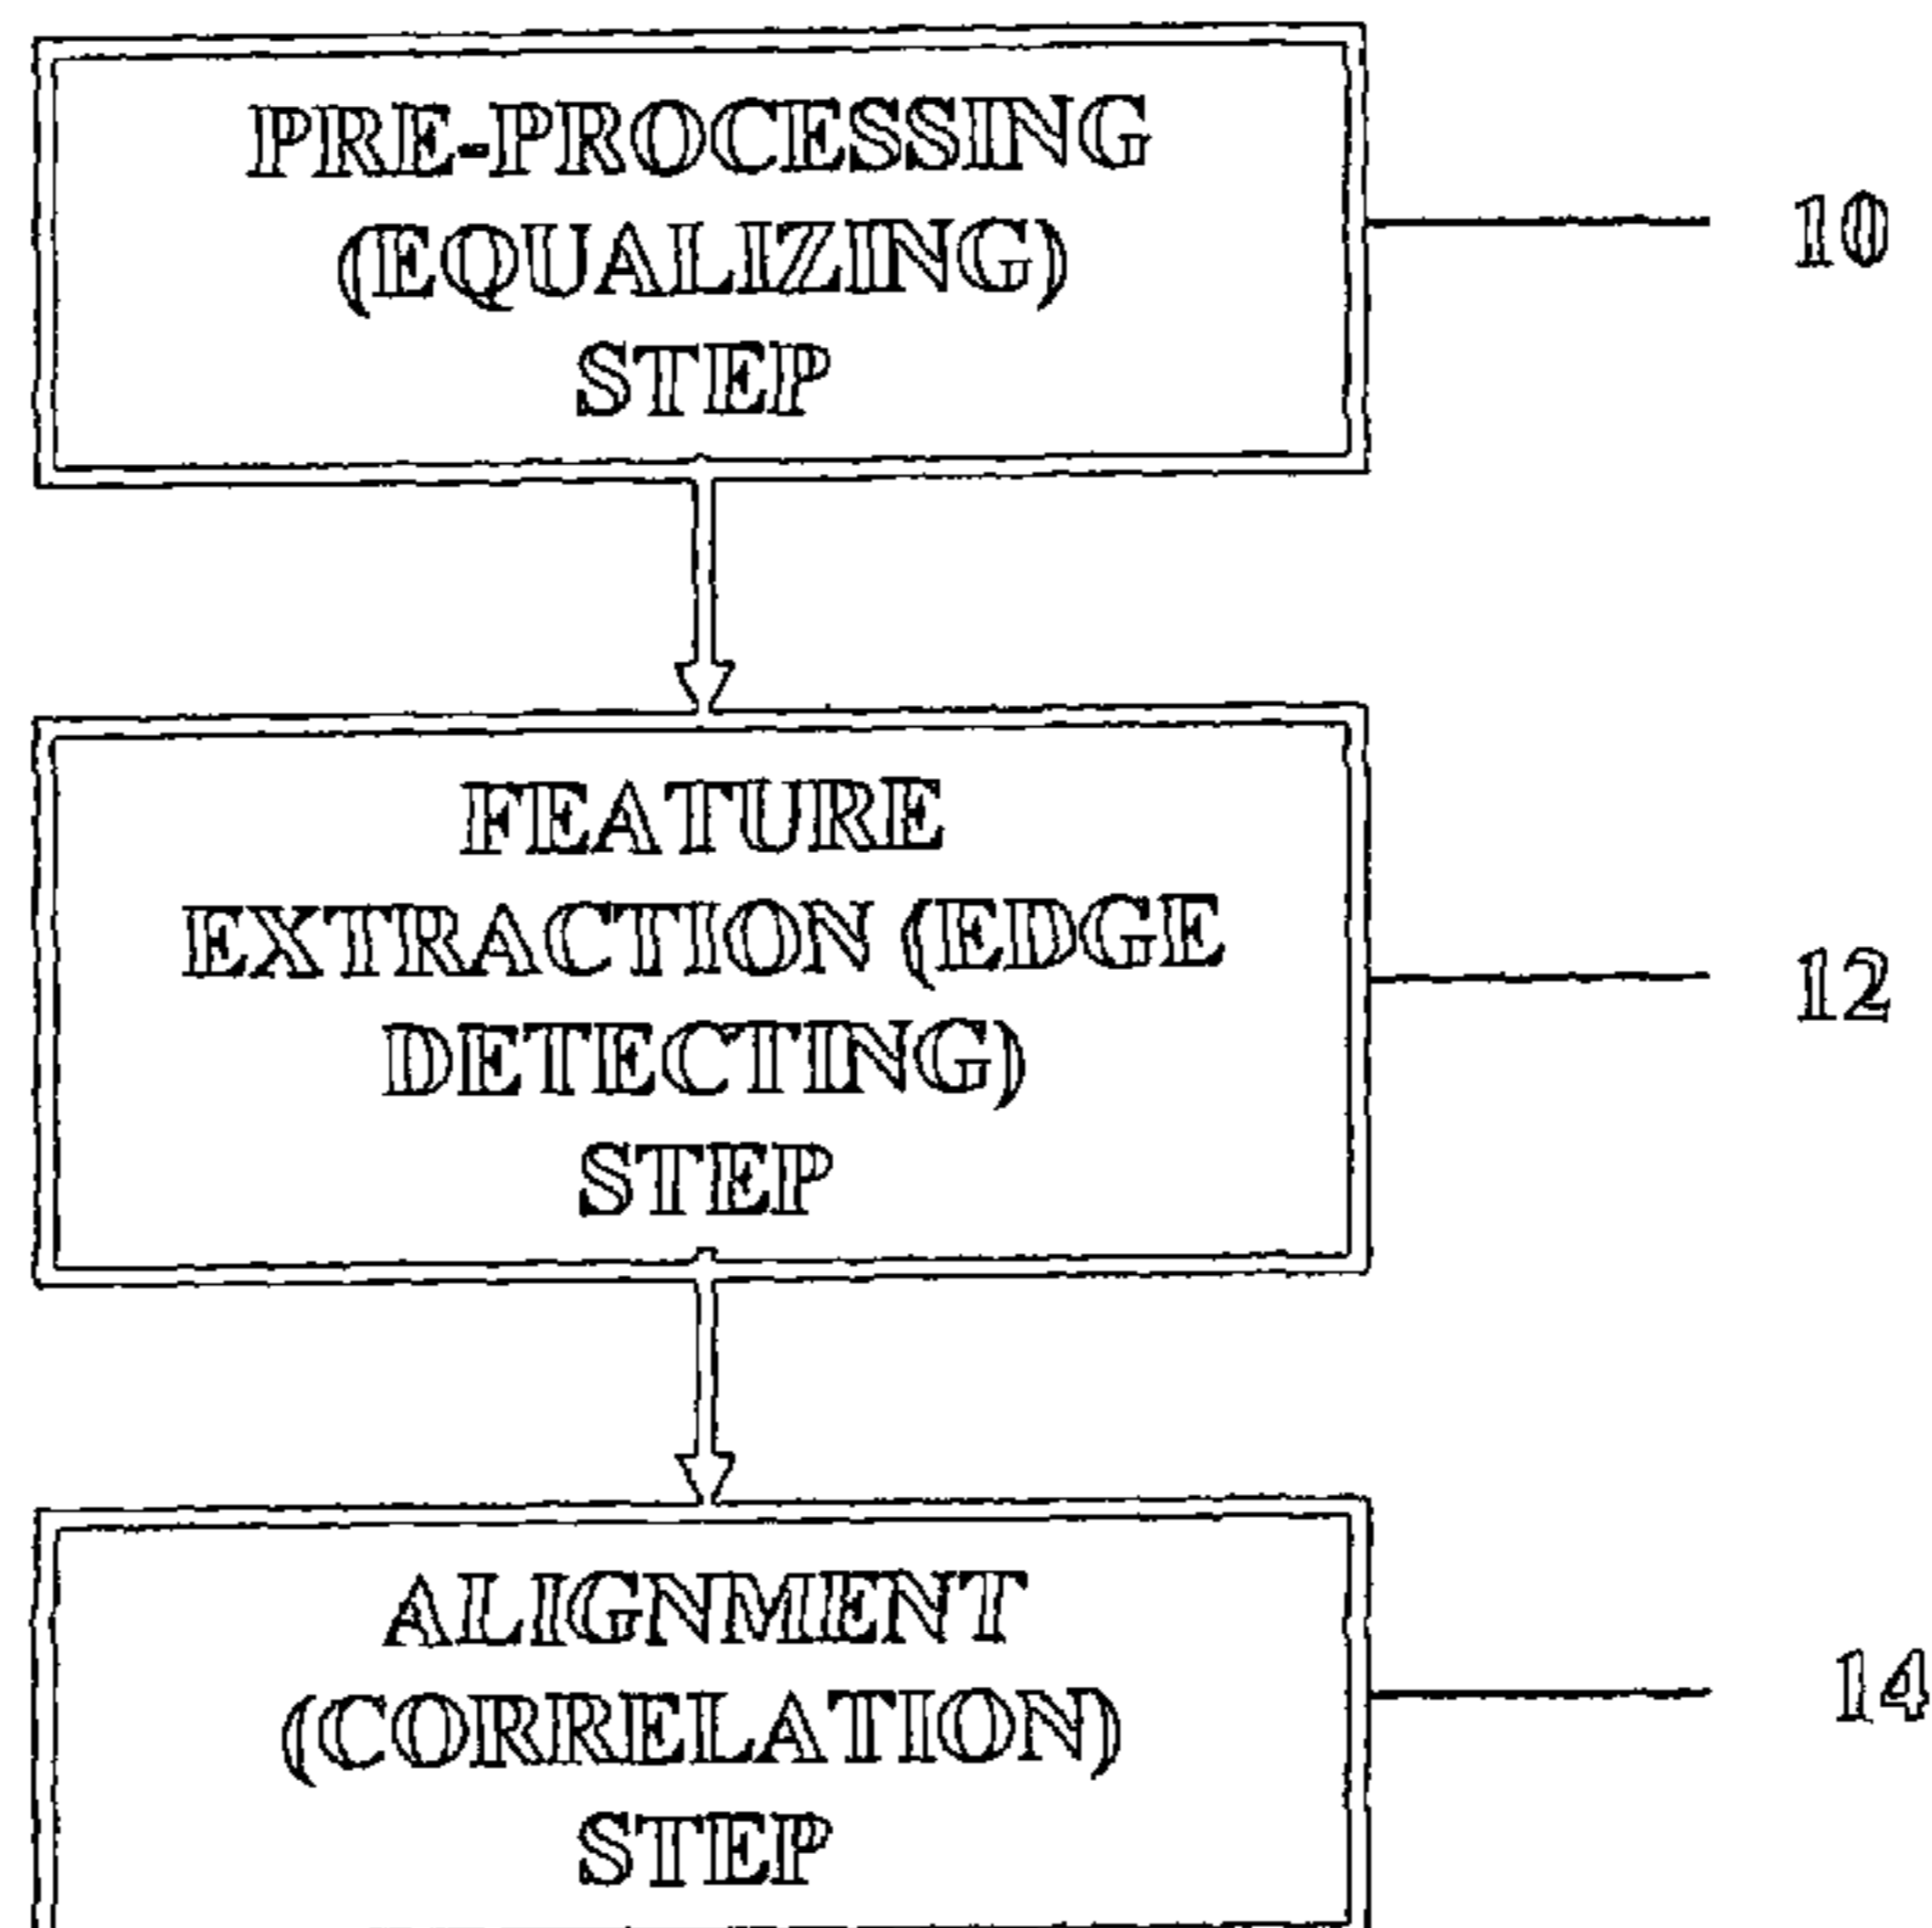 PRE-PROCESSING
(EQUALIZING)
STEP
10
FEATURE
EXTRACTION (EDGE
DETECTING)
STEP
12
ALIGNMENT
(CORRELATION)
STEP
14